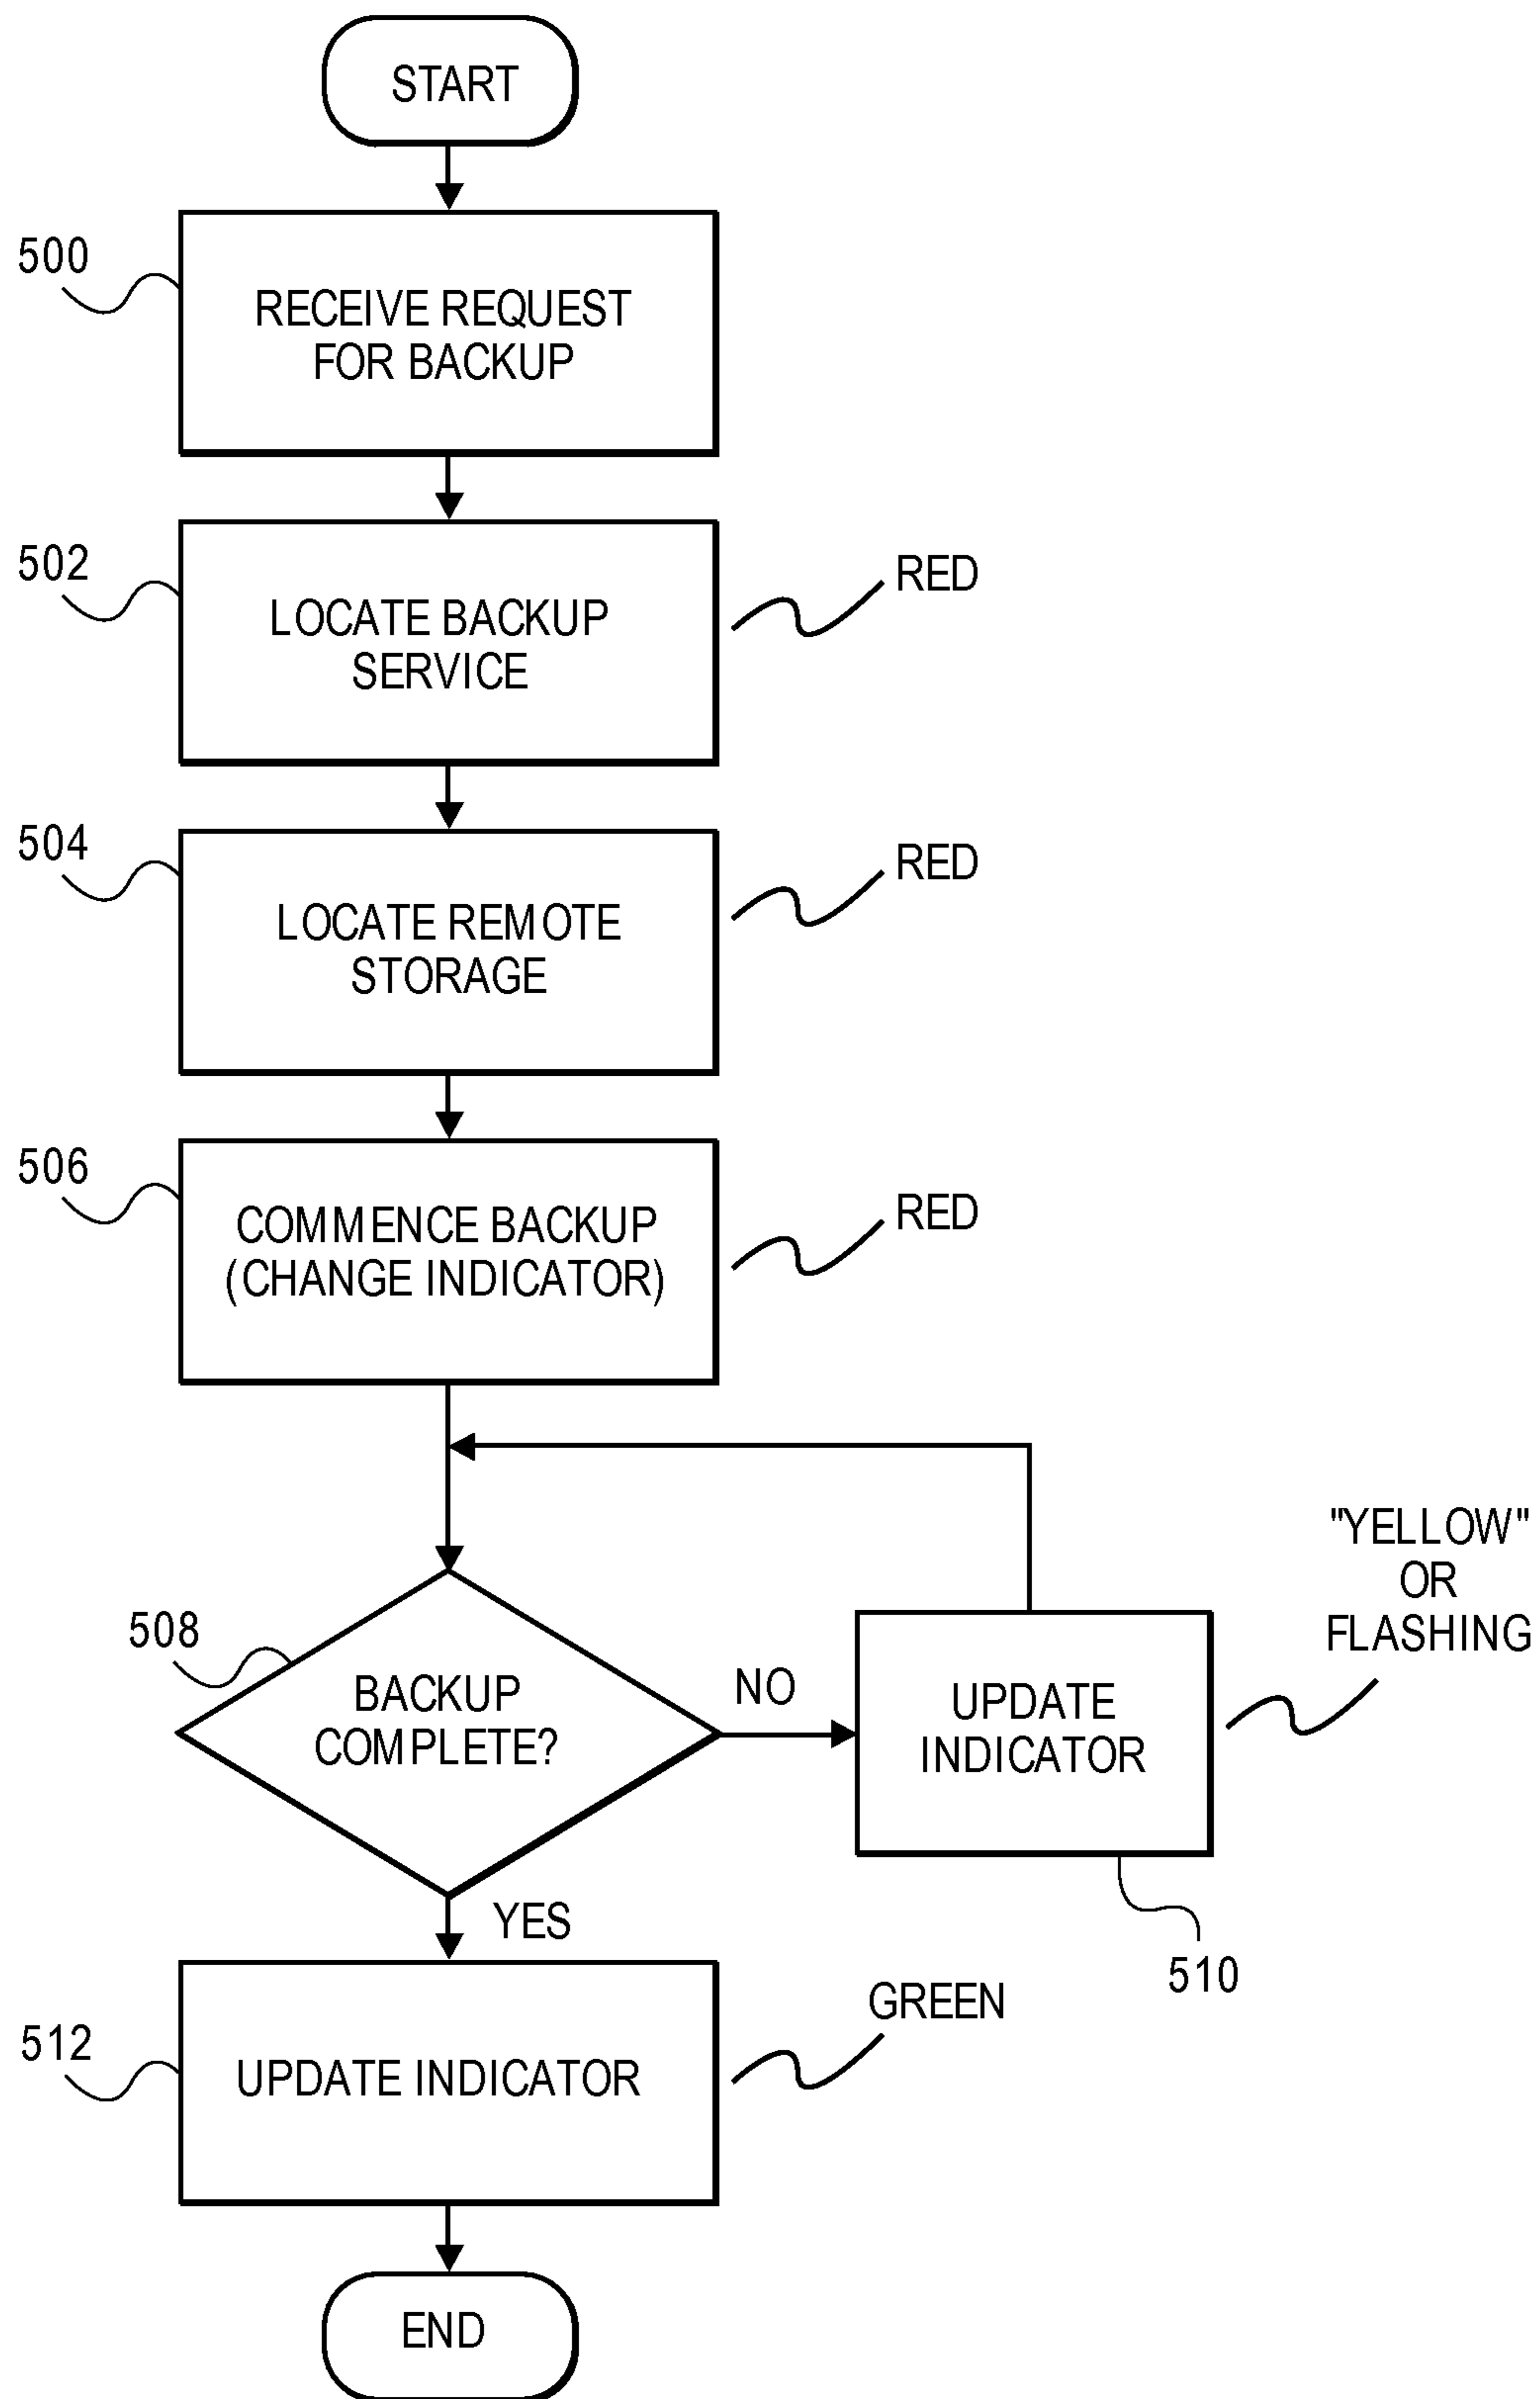 START
500
RECEIVE REQUEST
FOR BACKUP
502
LOCATE BACKUP
SERVICE
RED
504
LOCATE REMOTE
STORAGE
RED
506
COMMENCE BACKUP
(CHANGE INDICATOR)
RED
508
BACKUP
COMPLETE?
NO
UPDATE
INDICATOR
"YELLOW"
OR
FLASHING
510
YES
512
UPDATE INDICATOR
GREEN
END